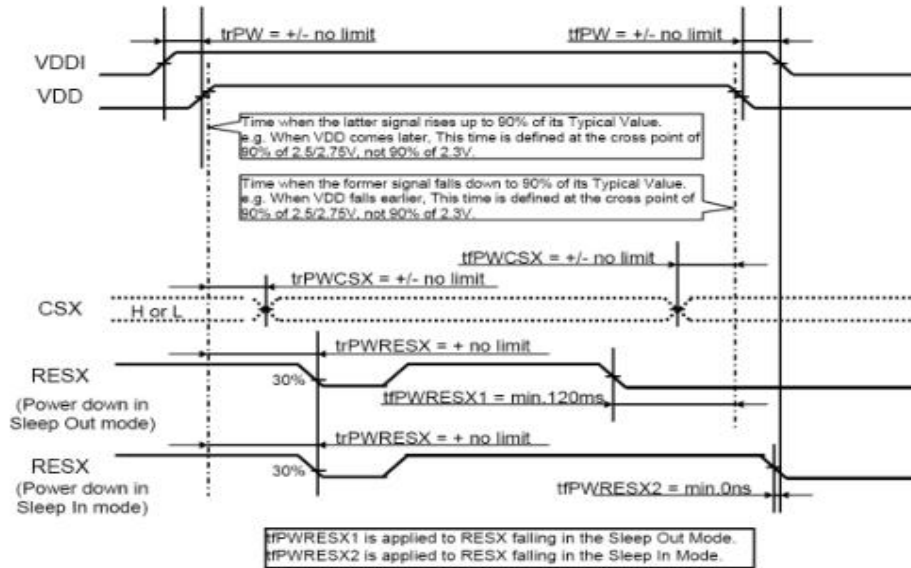 trPW = +/- no limit
tfPW = +/- no limit
VDDI
VDD
Time when the latter signal rises up to 90% of its Typical Value.
e.g. When VDD comes later, This time is defined at the cross point of
90% of 2.5/2.75V, not 90% of 2.3V.
Time when the former signal falls down to 90% of its Typical Value.
e.g. When VDD falls earlier, This time is defined at the cross point of
90% of 2.5/2.75V, not 90% of 2.3V.
tfPWCSX = +/- no limit
trPWCSX = +/- no limit
CSX
H or L
trPWRESX = + no limit
RESX
30%
(Power down in
Sleep Out mode)
tfPWRESX1 = min.120ms
trPWRESX = + no limit
RESX
30%
(Power down in
Sleep In mode)
tfPWRESX2 = min.0ns
tfPWRESX1 is applied to RESX falling in the Sleep Out Mode.
tfPWRESX2 is applied to RESX falling in the Sleep In Mode.